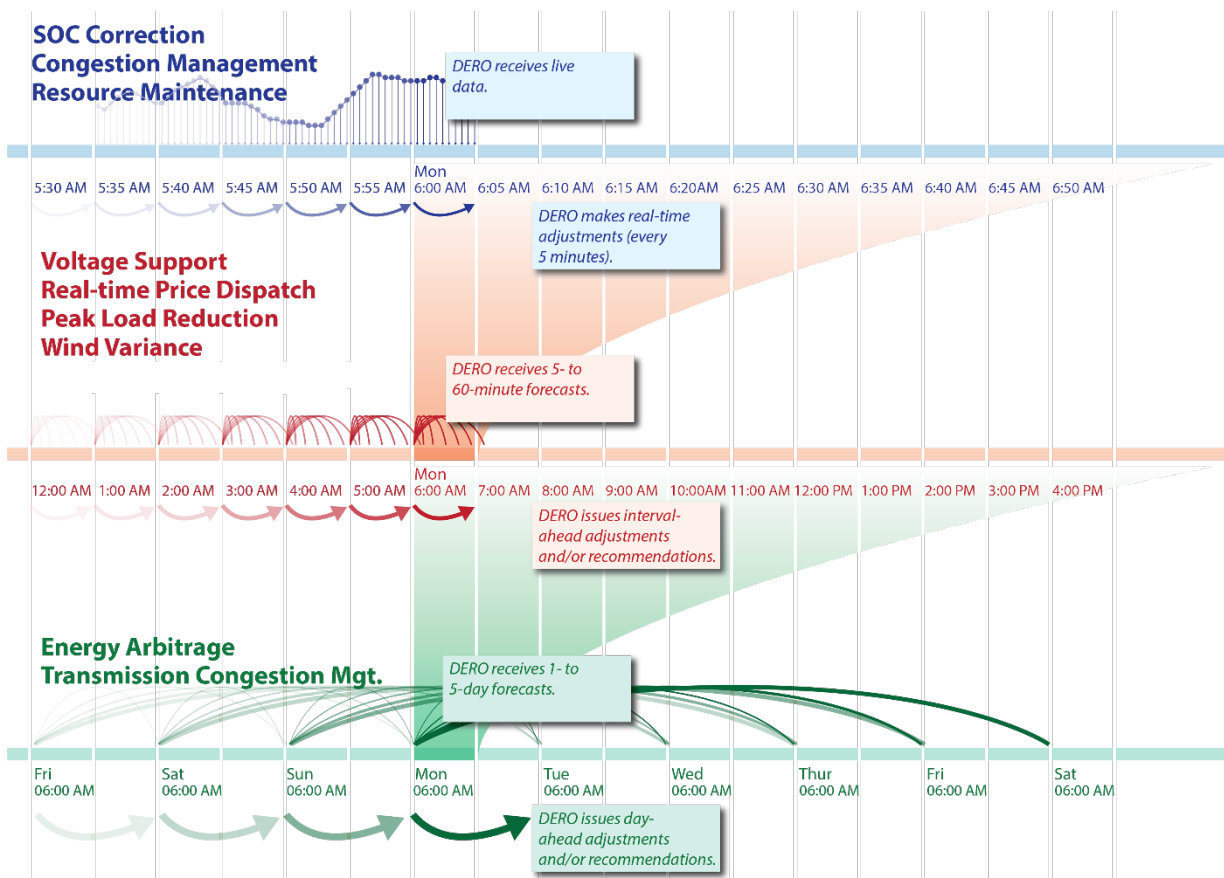 SOC Correction
Congestion Management
Resource Maintenance
DERO receives live
data.
Mon
5:30 AM 5:35 AM 5:40 AM 5:45 AM 5:50 AM 5:55 AM 6:00 AM 6:05 AM 6:10 AM 6:15 AM 6:20AM 6:25 AM 6:30 AM 6:35 AM 6:40 AM 6:45 AM 6:50 AM
DERO makes real-time
adjustments (every
5 minutes).
Voltage Support
Real-time Price Dispatch
Peak Load Reduction
Wind Variance
DERO receives 5- to
60-minute forecasts.
Mon
12:00 AM 1:00 AM 2:00 AM 3:00 AM 4:00 AM 5:00 AM 6:00 AM 7:00 AM 8:00 AM 9:00 AM 10:00AM 11:00 AM 12:00 PM 1:00 PM 2:00 PM 3:00 PM 4:00 PM
DERO issues interval-
ahead adjustments
and/or recommendations.
Energy Arbitrage
Transmission Congestion Mgt.
DERO receives 1- to
5-day forecasts.
Fri Sat Sun Mon Tue Wed Thur Fri Sat
06:00 AM 06:00 AM 06:00 AM 06:00 AM 06:00 AM 06:00 AM 06:00 AM 06:00 AM 06:00 AM
DERO issues day-
ahead adjustments
and/or recommendations.